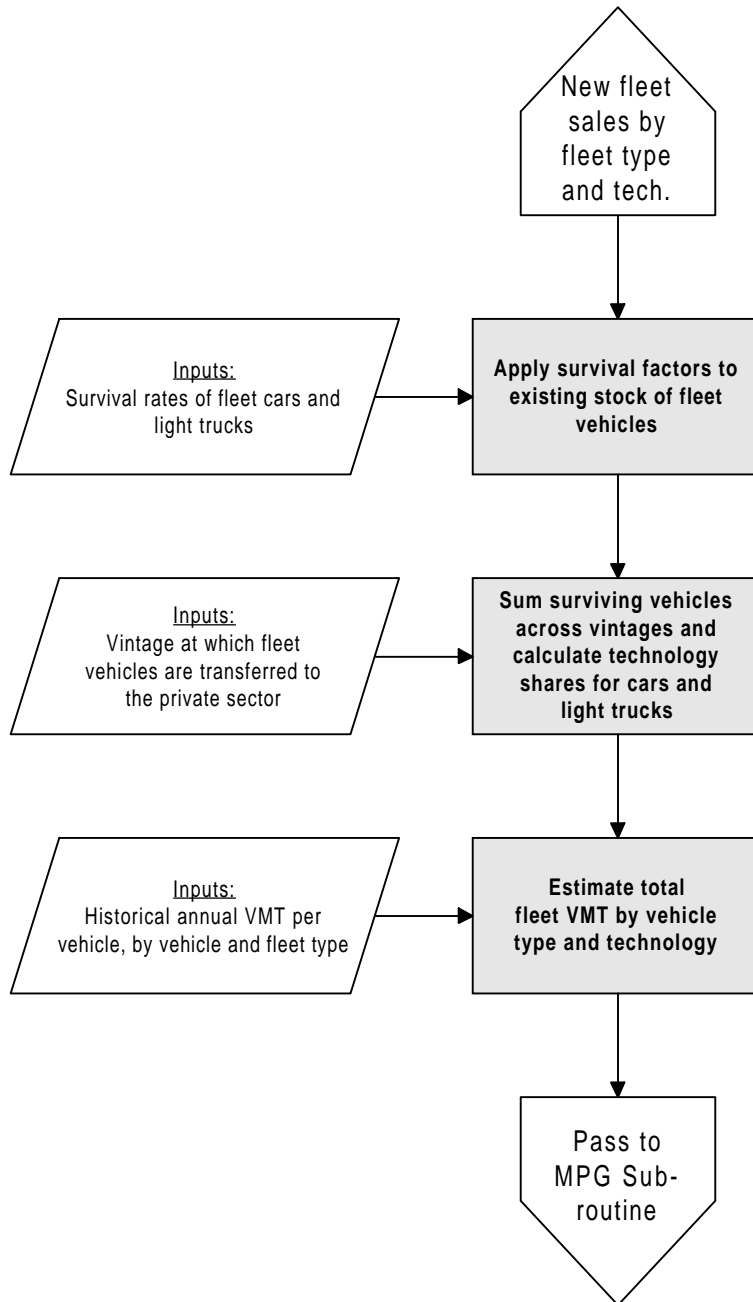 New fleet
sales by
fleet type
and tech.
Inputs:
Survival rates of fleet cars and
light trucks
Apply survival factors to
existing stock of fleet
vehicles
Inputs:
Vintage at which fleet
vehicles are transferred to
the private sector
Sum surviving vehicles
across vintages and
calculate technology
shares for cars and
light trucks
Inputs:
Historical annual VMT per
vehicle, by vehicle and fleet type
Estimate total
fleet VMT by vehicle
type and technology
Pass to
MPG Sub-
routine